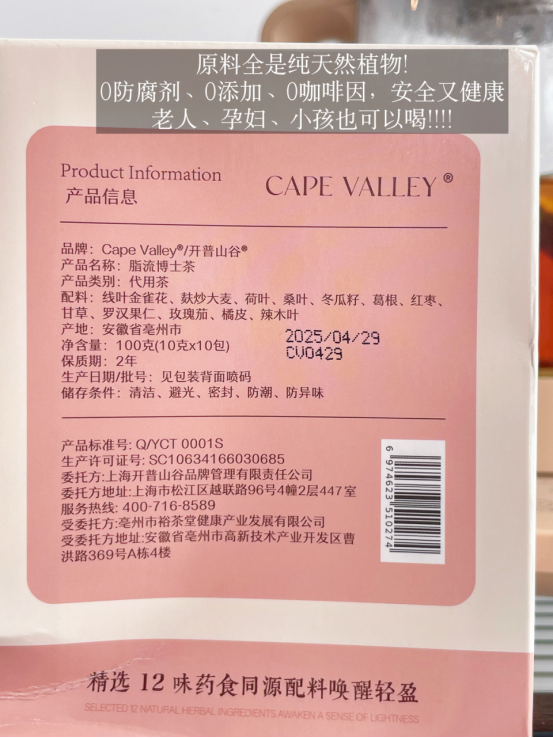 原料全是纯天然植物!
0防腐剂、0添加、0咖啡因，安全又健康
老人、孕妇、小孩也可以喝!!!!
Product Information
产品信息
CAPE VALLEY®
品牌：Cape Valley®/开普山谷®
产品名称：脂流博士茶
产品类别：代用茶
配料：线叶金雀花、麸炒大麦、荷叶、桑叶、冬瓜籽、葛根、红枣、
甘草、罗汉果仁、玫瑰茄、橘皮、辣木叶
产地：安徽省亳州市
净含量：100克(10克x10包)
保质期：2年
2025/04/29
CV0429
生产日期/批号：见包装背面喷码
储存条件：清洁、避光、密封、防潮、防异味
产品标准号: Q/YCT 0001S
生产许可证号: SC10634166030685
委托方:上海开普山谷品牌管理有限责任公司
委托方地址:上海市松江区越联路96号4幢2层447室
服务热线: 400-716-8589
受委托方:亳州市裕茶堂健康产业发展有限公司
受委托方地址:安徽省亳州市高新技术产业开发区曹
洪路369号A栋4楼
6 974623 510274
精选 12 味药食同源配料唤醒轻盈
SELECTED 12 NATURAL HERBAL INGREDIENTS AWAKEN A SENSE OF LIGHTNESS